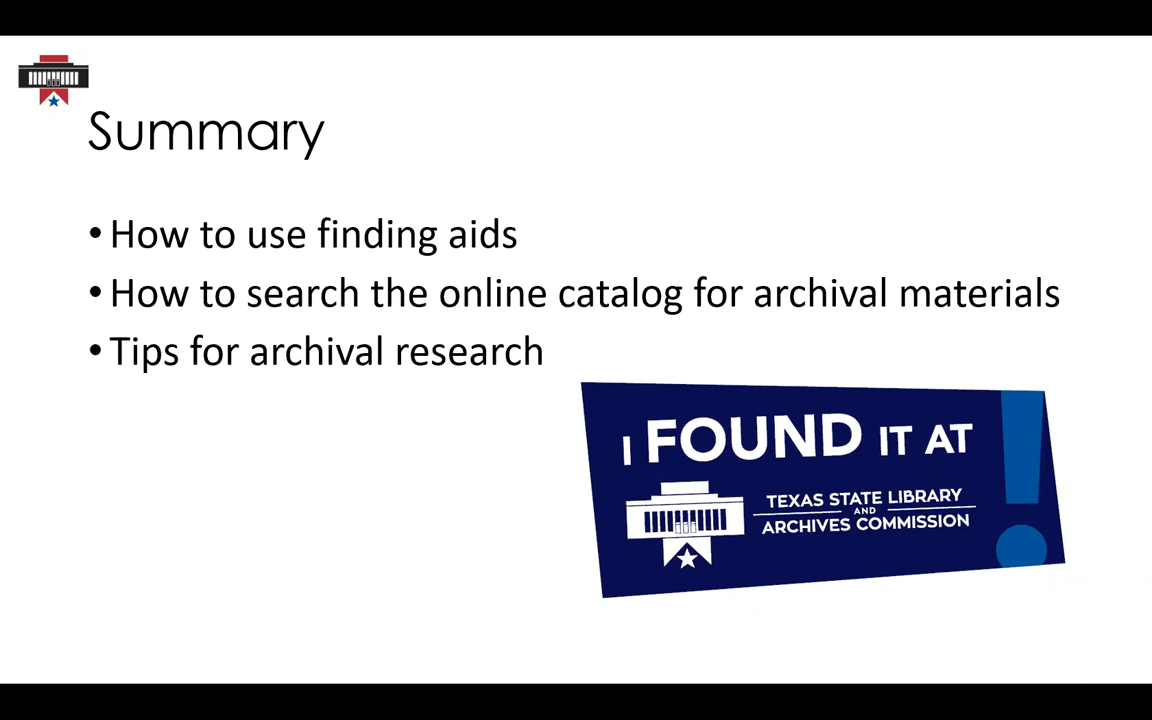 Summary
• How to use finding aids
• How to search the online catalog for archival materials
• Tips for archival research
I FOUND IT AT
TEXAS STATE LIBRARY
AND
ARCHIVES COMMISSION
!